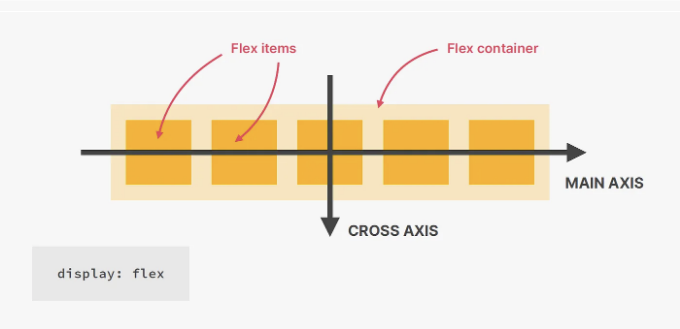 Flex items
Flex container
MAIN AXIS
CROSS AXIS
display: flex